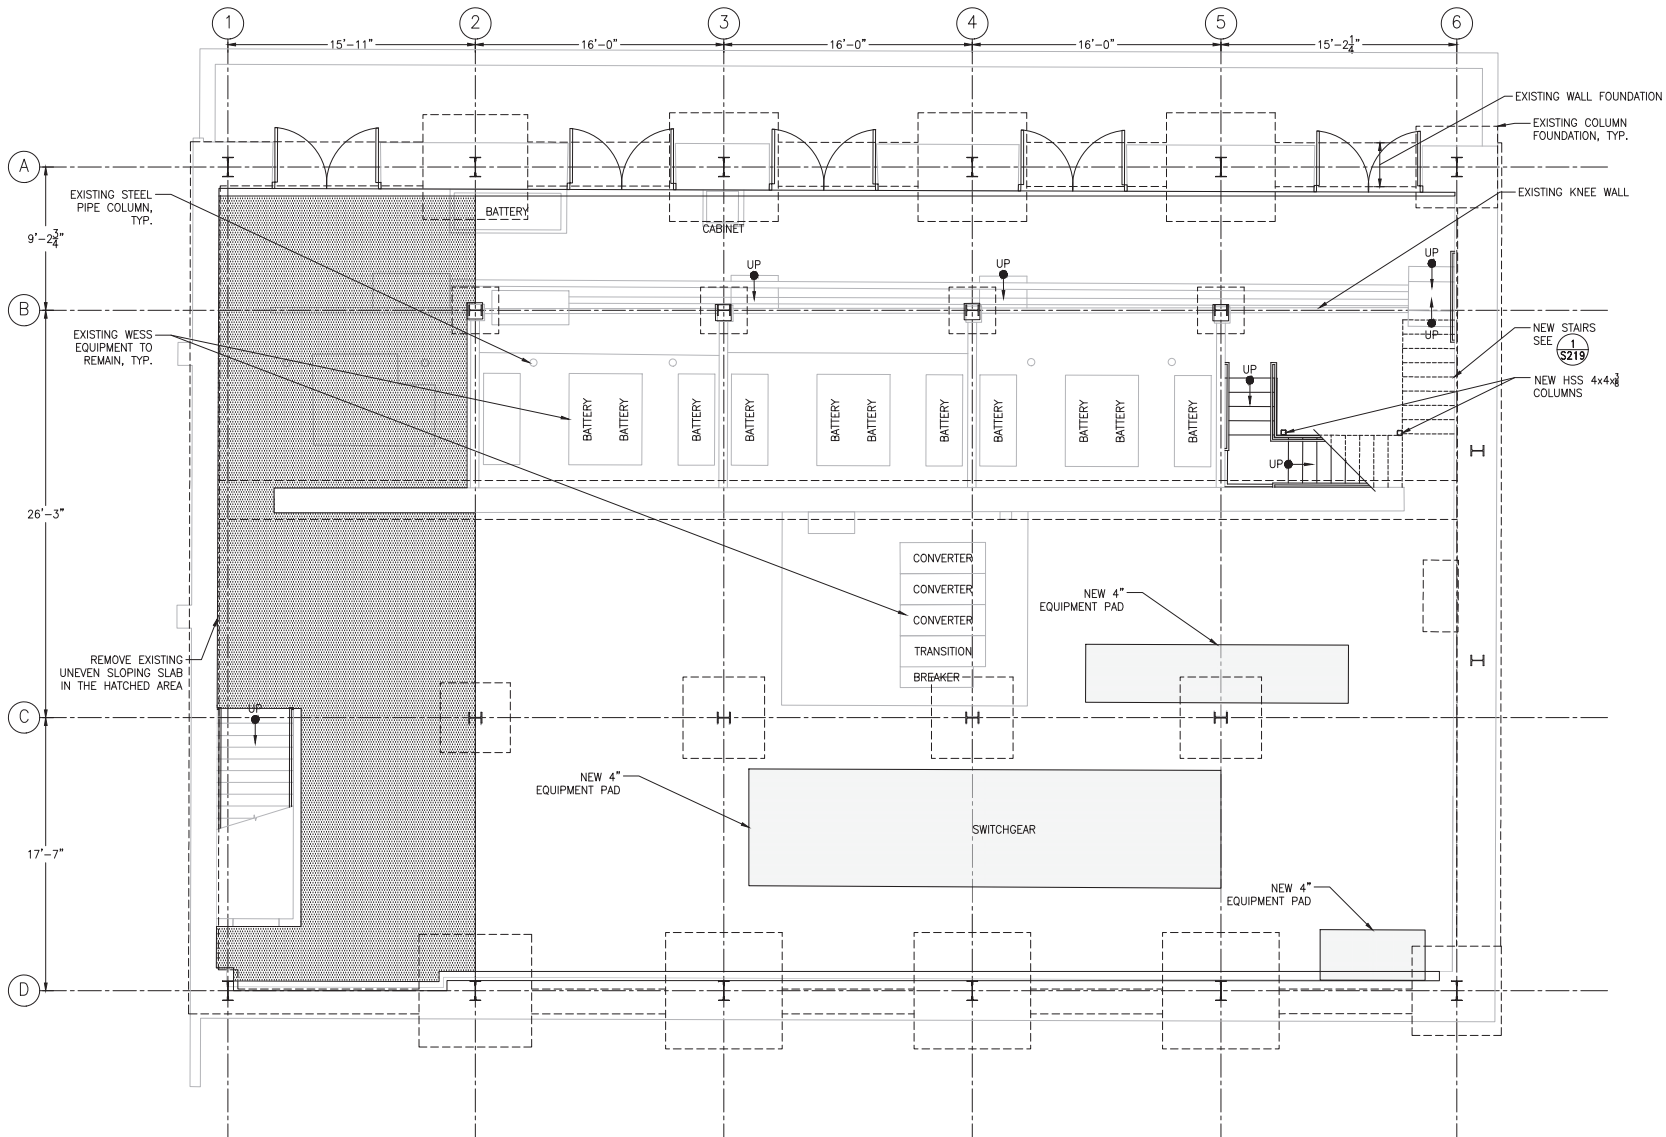 1
2
3
4
5
6
15'-11"
16'-0"
16'-0"
16'-0"
15'-2 1/4"
EXISTING WALL FOUNDATION
EXISTING COLUMN
FOUNDATION, TYP.
A
EXISTING STEEL
PIPE COLUMN,
TYP.
EXISTING KNEE WALL
BATTERY
CABINET
9'-2 3/4"
UP
UP
UP
B
UP
EXISTING WESS
EQUIPMENT TO
REMAIN, TYP.
NEW STAIRS
SEE
1
S219
UP
NEW HSS 4x4x3/8
COLUMNS
BATTERY
BATTERY
BATTERY
BATTERY
BATTERY
BATTERY
BATTERY
BATTERY
BATTERY
BATTERY
BATTERY
UP
26'-3"
CONVERTER
CONVERTER
CONVERTER
TRANSITION
BREAKER
NEW 4"
EQUIPMENT PAD
REMOVE EXISTING
UNEVEN SLOPING SLAB
IN THE HATCHED AREA
UP
C
NEW 4"
EQUIPMENT PAD
SWITCHGEAR
17'-7"
NEW 4"
EQUIPMENT PAD
D